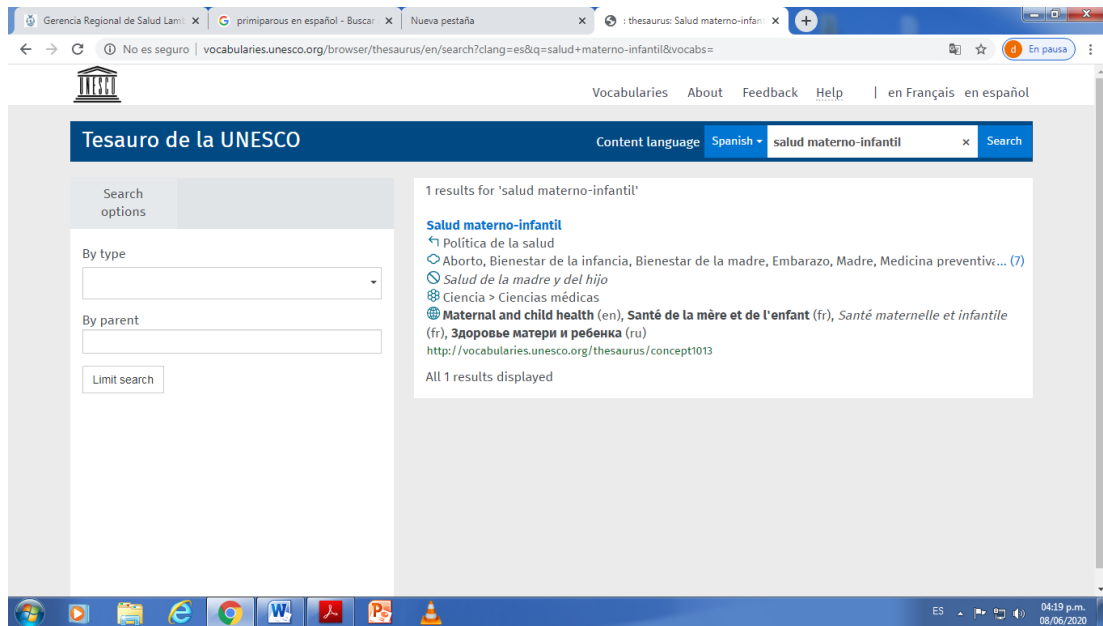 Gerencia Regional de Salud Lam
primiparous en español - Buscar
Nueva pestaña
: thesaurus: Salud materno-infan
No es seguro | vocabularies.unesco.org/browser/thesaurus/en/search?clang=es&q=salud+materno-infantil&vocabs=
d En pausa
UNESCO
Vocabularies About Feedback Help | en Français en español
Tesauro de la UNESCO
Content language Spanish salud materno-infantil × Search
Search options
1 results for 'salud materno-infantil'
Salud materno-infantil
Política de la salud
Aborto, Bienestar de la infancia, Bienestar de la madre, Embarazo, Madre, Medicina preventiva... (7)
Salud de la madre y del hijo
Ciencia > Ciencias médicas
Maternal and child health (en), Santé de la mère et de l'enfant (fr), Santé maternelle et infantile
(fr), Здоровье матери и ребенка (ru)
http://vocabularies.unesco.org/thesaurus/concept1013
All 1 results displayed
By type
By parent
Limit search
ES
04:19 p.m.
08/06/2020